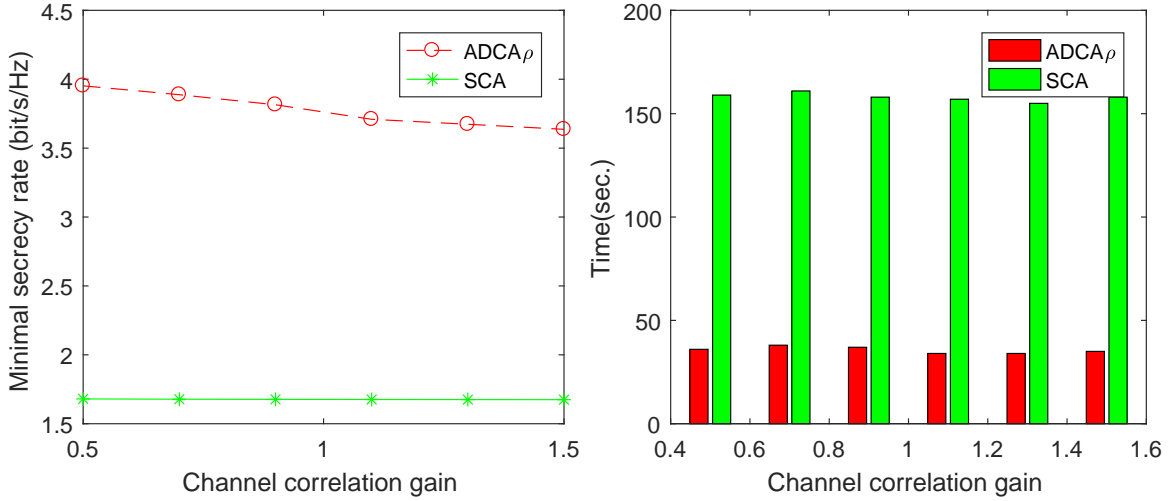 4.5
4
3.5
3
2.5
2
1.5
Minimal secrecy rate (bit/s/Hz)
ADCAρ
SCA
0.5
1
1.5
Channel correlation gain
200
150
100
50
0
Time(sec.)
ADCAρ
SCA
0.4
0.6
0.8
1
1.2
1.4
1.6
Channel correlation gain